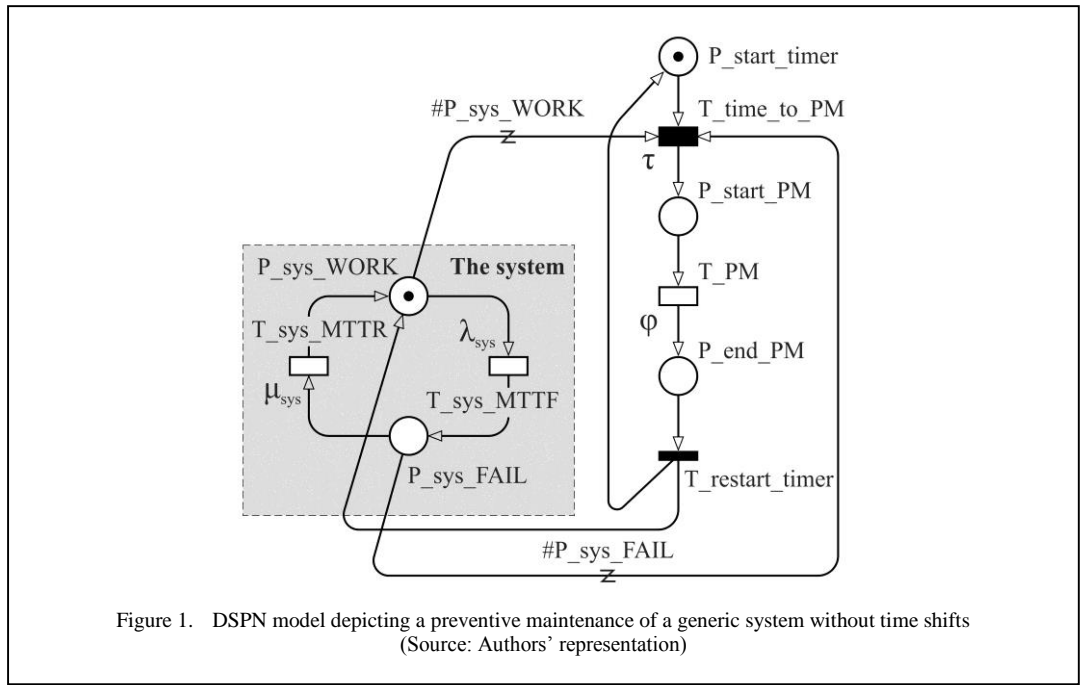 P_start_timer
#P_sys_WORK
T_time_to_PM
τ
P_start_PM
P_sys_WORK
The system
T_PM
T_sys_MTTR
λsys
φ
P_end_PM
μsys
T_sys_MTTF
P_sys_FAIL
T_restart_timer
#P_sys_FAIL
Figure 1. DSPN model depicting a preventive maintenance of a generic system without time shifts
(Source: Authors’ representation)